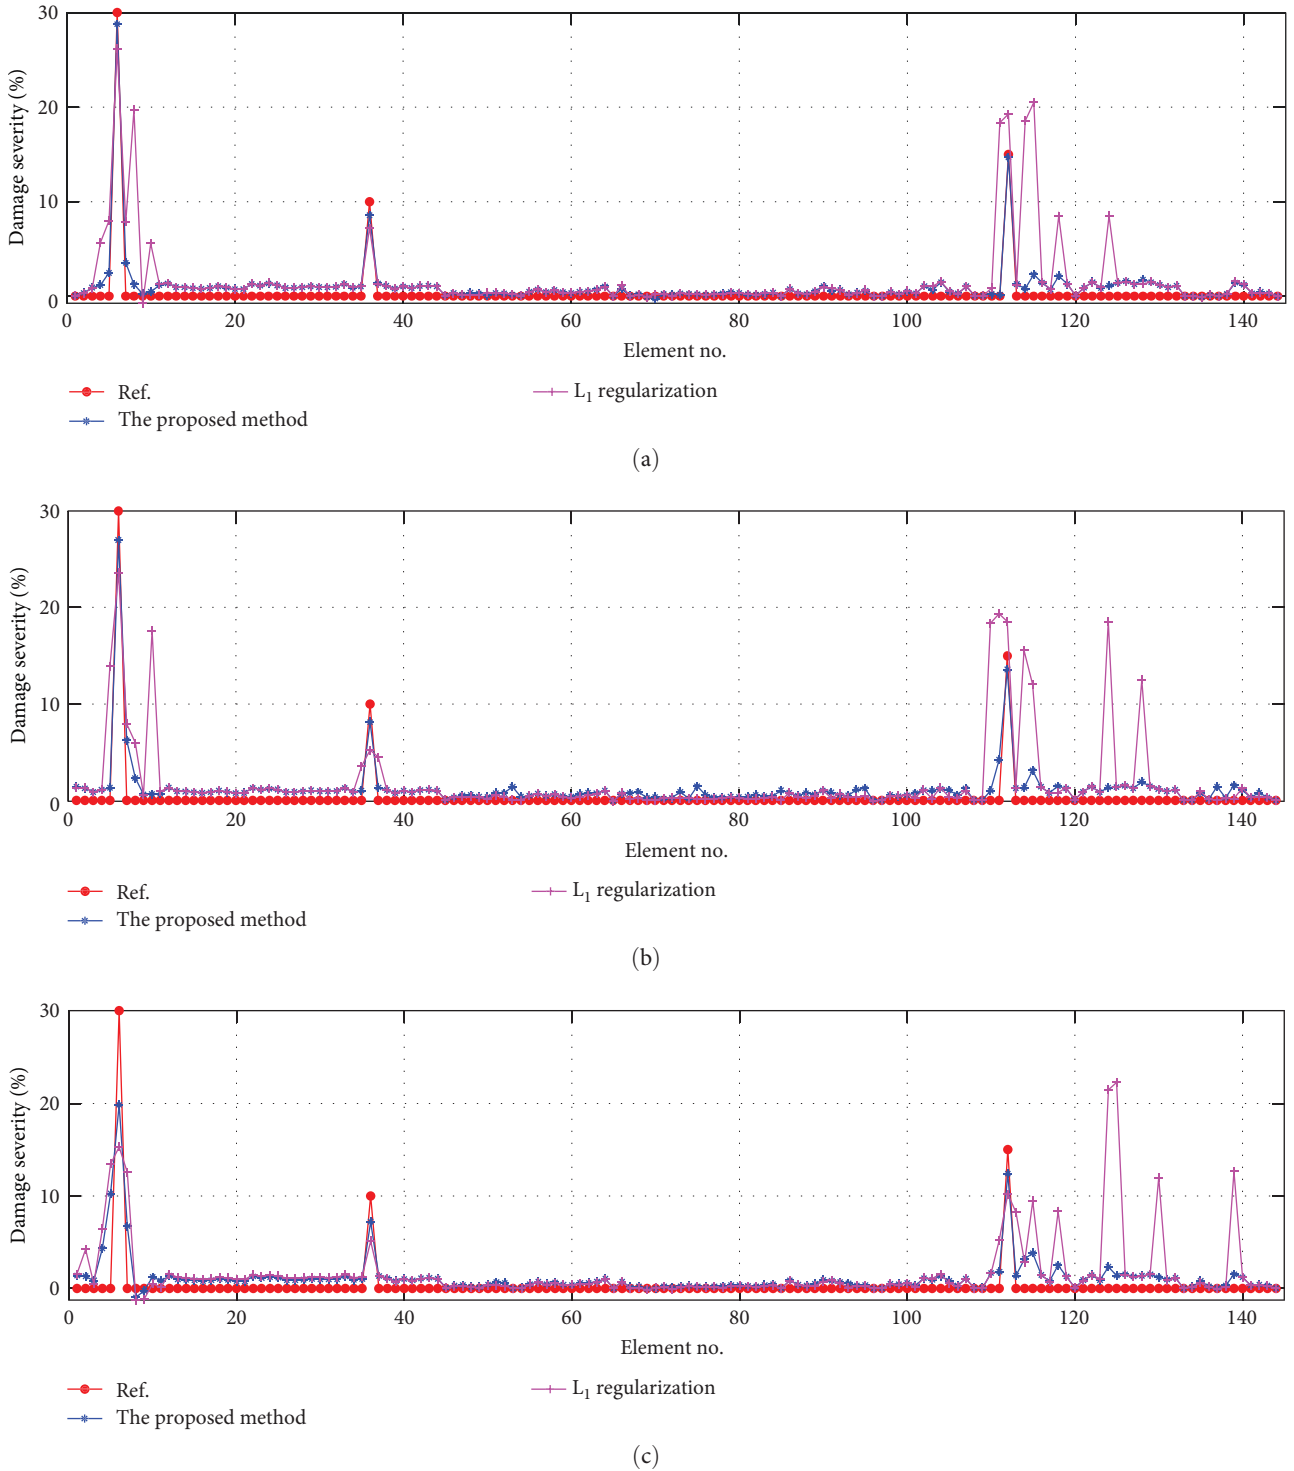 30
20
10
0
Damage severity (%)
0 20 40 60 80 100 120 140
Element no.
Ref.
The proposed method
L1 regularization
(a)
30
20
10
0
Damage severity (%)
0 20 40 60 80 100 120 140
Element no.
Ref.
The proposed method
L1 regularization
(b)
30
20
10
0
Damage severity (%)
0 20 40 60 80 100 120 140
Element no.
Ref.
The proposed method
L1 regularization
(c)